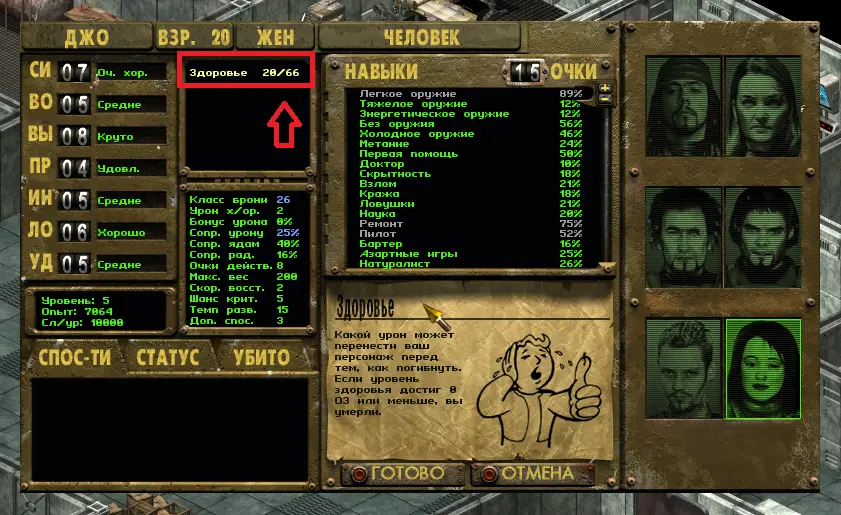 ДЖО
ВЗР. 20
ЖЕН
ЧЕЛОВЕК
СИ 07 Оч. хор.
ВО 05 Средне
ВЫ 08 Круто
ПР 04 Удовл.
ИН 05 Средне
ЛО 06 Хорошо
УД 05 Средне
Здоровье 20/66
Класс брони 26
Урон х/ор. 2
Бонус урона 0%
Сопр. урону 25%
Сопр. ядам 40%
Сопр. рад. 16%
Очки действ. 8
Макс. вес 200
Скор. восст. 2
Шанс крит. 5
Темп разв. 15
Доп. спос. 3
Уровень: 5
Опыт: 7064
Сл/ур: 10000
СПОС-ТИ
СТАТУС
УБИТО
НАВЫКИ
15 ОЧКИ
Легкое оружие 89%
Тяжелое оружие 12%
Энергетическое оружие 12%
Без оружия 56%
Холодное оружие 46%
Метание 24%
Первая помощь 50%
Доктор 10%
Скрытность 18%
Взлом 21%
Кража 18%
Ловушки 21%
Наука 20%
Ремонт 75%
Пилот 52%
Бартер 16%
Азартные игры 25%
Натуралист 26%
Здоровье
Какой урон может
перенести ваш
персонаж перед
тем, как погибнуть.
Если уровень
здоровья достиг 0
ОЗ или меньше, вы
умерли.
ГОТОВО
ОТМЕНА